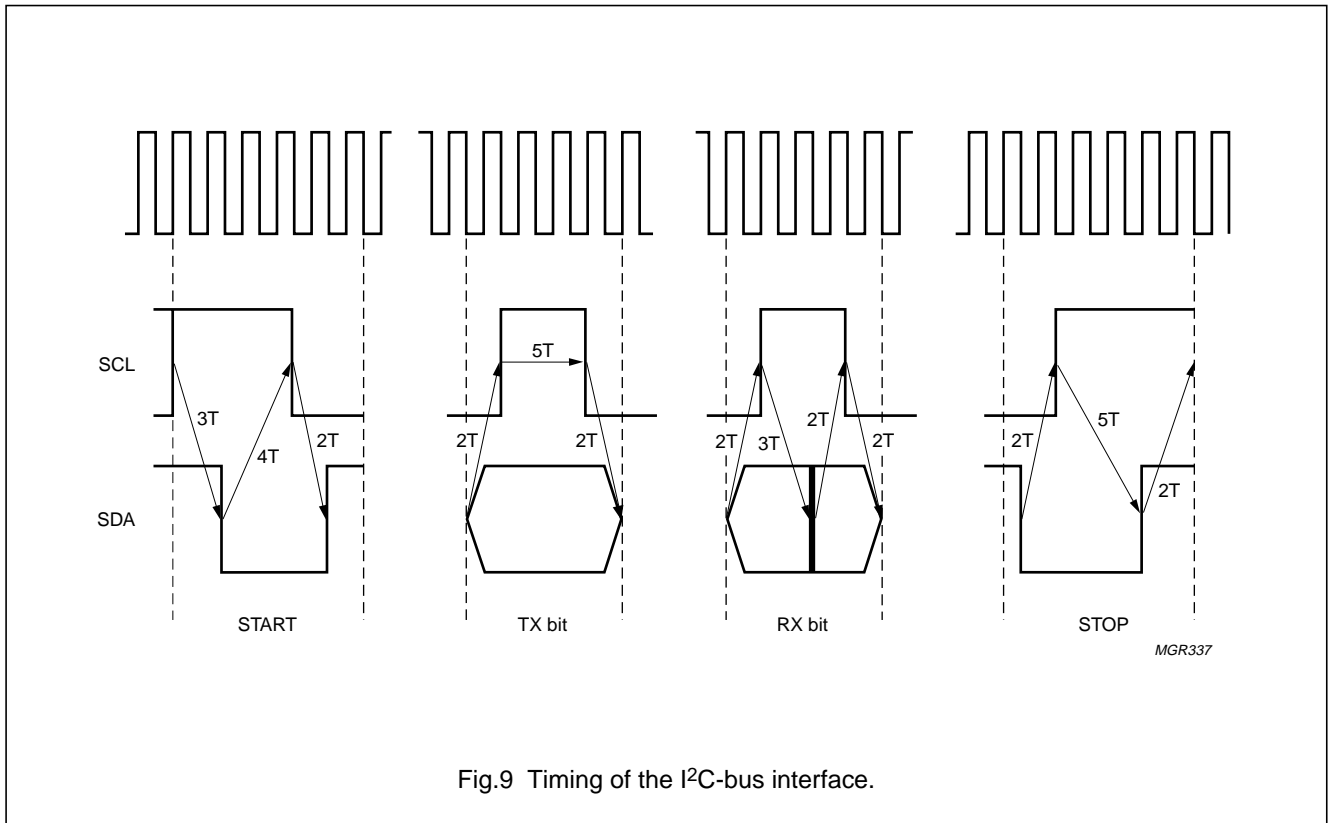 SCL
5T
3T
4T
2T
2T
2T
2T
3T
2T
2T
2T
5T
2T
SDA
START
TX bit
RX bit
STOP
MGR337
Fig.9 Timing of the I²C-bus interface.